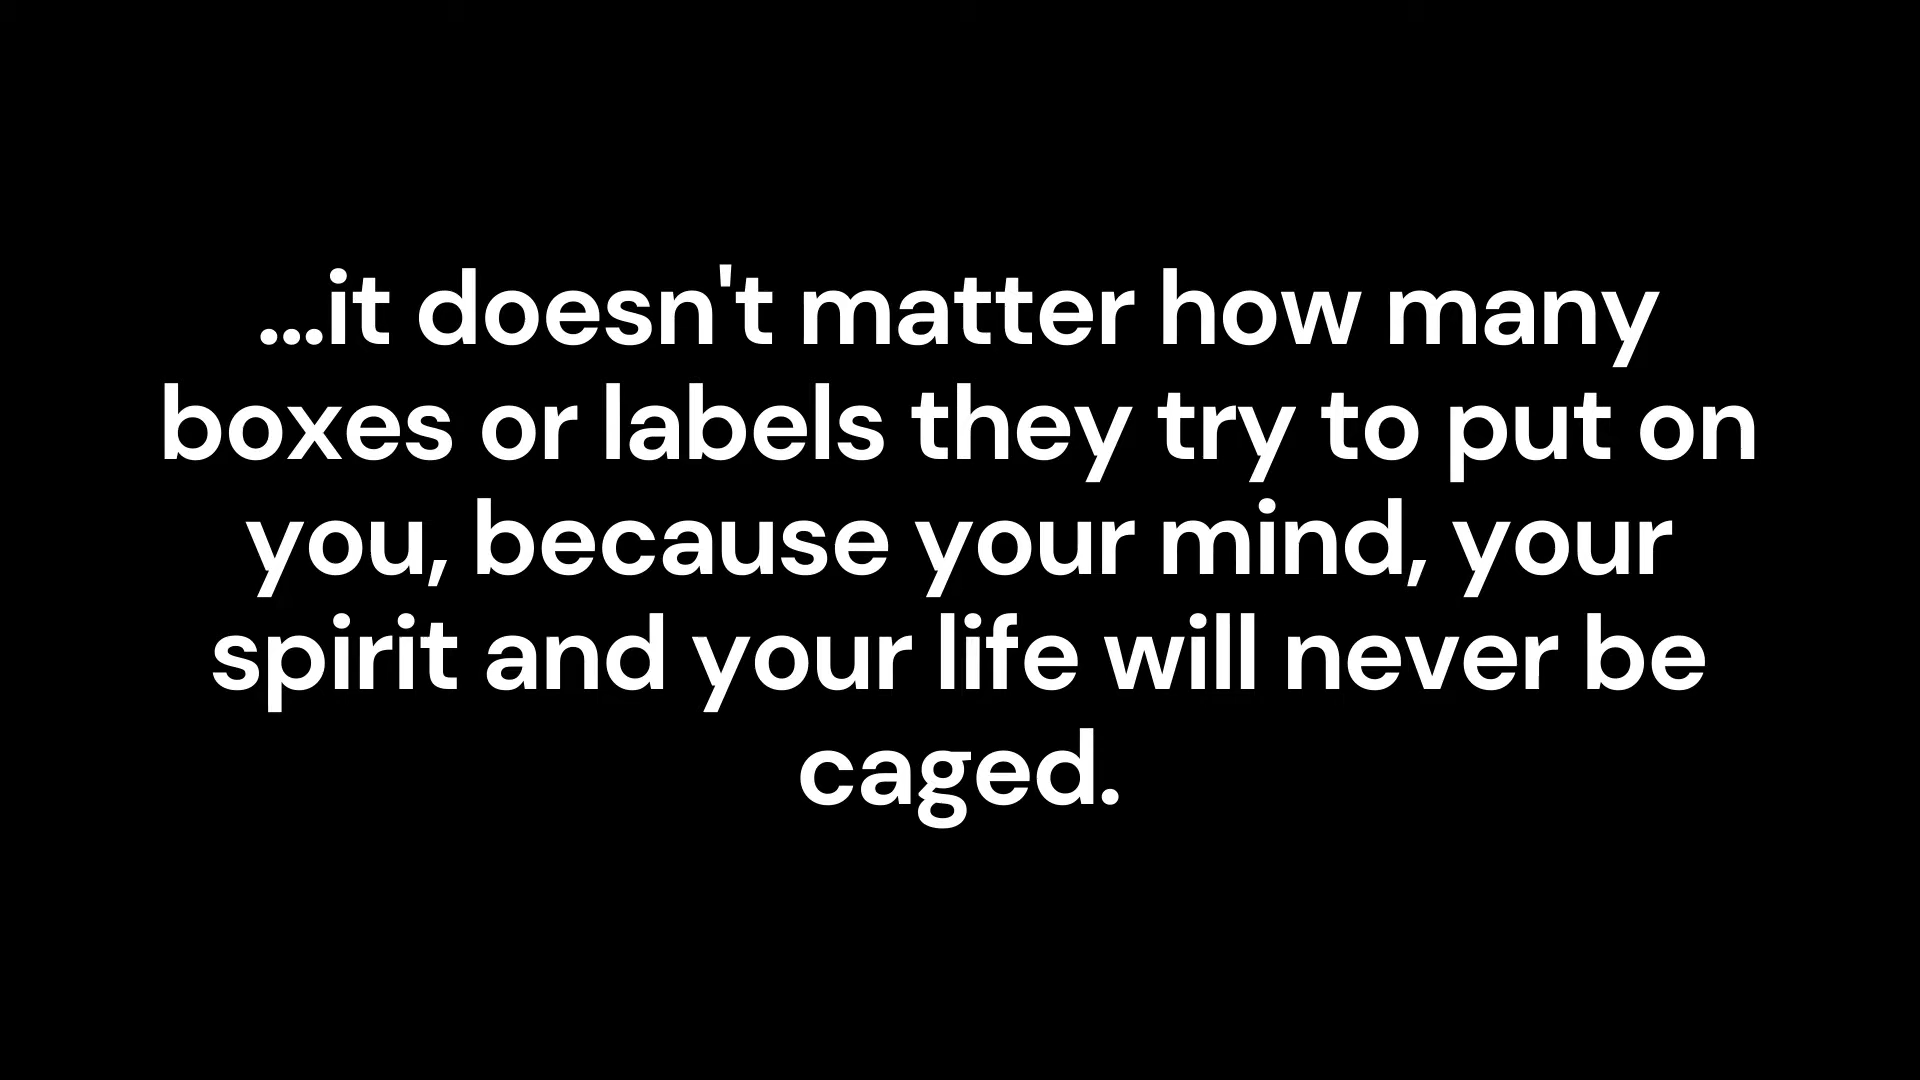 ...it doesn't matter how many
boxes or labels they try to put on
you, because your mind, your
spirit and your life will never be
caged.